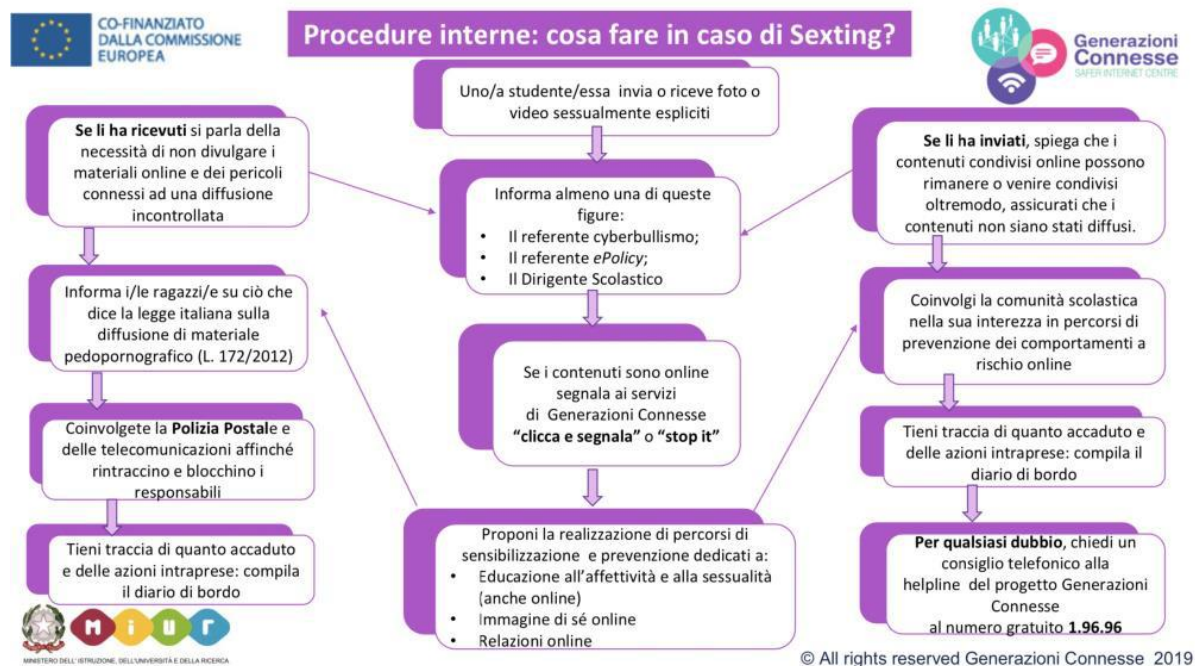 CO-FINANZIATO
DALLA COMMISSIONE
EUROPEA
Procedure interne: cosa fare in caso di Sexting?
Generazioni
Connesse
SAFER INTERNET CENTRE
Uno/a studente/essa invia o riceve foto o
video sessualmente espliciti
Se li ha ricevuti si parla della
necessità di non divulgare i
materiali online e dei pericoli
connessi ad una diffusione
incontrollata
Informa i/le ragazzi/e su ciò che
dice la legge italiana sulla
diffusione di materiale
pedopornografico (L. 172/2012)
Coinvolgete la Polizia Postale e
delle telecomunicazioni affinché
rintraccino e blocchino i
responsabili
Tieni traccia di quanto accaduto
e delle azioni intraprese: compila
il diario di bordo
Informa almeno una di queste
figure:
• Il referente cyberbullismo;
• Il referente ePolicy;
• Il Dirigente Scolastico
Se i contenuti sono online
segnala ai servizi
di Generazioni Connesse
“clicca e segnala” o “stop it”
Proponi la realizzazione di percorsi di
sensibilizzazione e prevenzione dedicati a:
• Educazione all’affettività e alla sessualità
(anche online)
• Immagine di sé online
• Relazioni online
Se li ha inviati, spiega che i
contenuti condivisi online possono
rimanere o venire condivisi
oltremodo, assicurati che i
contenuti non siano stati diffusi.
Coinvolgi la comunità scolastica
nella sua interezza in percorsi di
prevenzione dei comportamenti a
rischio online
Tieni traccia di quanto accaduto e
delle azioni intraprese: compila il
diario di bordo
Per qualsiasi dubbio, chiedi un
consiglio telefonico alla
helpline del progetto Generazioni
Connesse
al numero gratuito 1.96.96
MIUR
MINISTERO DELL'ISTRUZIONE, DELL'UNIVERSITÀ E DELLA RICERCA
© All rights reserved Generazioni Connesse 2019